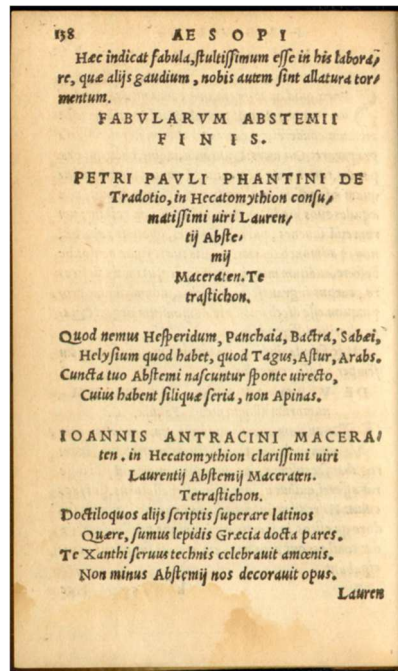 138 AESOPI
Hæc indicat fabula, ſtultiſſimum eſſe in his labora/
re, quæ alijs gaudium, nobis autem ſint allatura tor/
mentum.
FABVLARVM ABSTEMII
FINIS.
PETRI PAVLI PHANTINI DE
Tradotio, in Hecatomythion conſu/
matiſſimi uiri Lauren/
tij Abſte/
mij
Maceraten. Te
traſtichon.
Quod nemus Heſperidum, Panchaia, Bactra, Sabæi,
Helyſium quod habet, quod Tagus, Aſtur, Arabs.
Cuncta tuo Abſtemi naſcuntur ſponte uirecto,
Cuius habent ſiliquæ ſeria, non Apinas.
IOANNIS ANTRACINI MACERA/
ten. in Hecatomythion clariſſimi uiri
Laurentij Abſtemij Maceraten.
Tetraſtichon.
Doctiloquos alijs ſcriptis ſuperare latinos
Quære, ſumus lepidis Græcia docta pares.
Te Xanthi ſeruus technis celebrauit amœnis.
Non minus Abſtemij nos decorauit opus.
Lauren